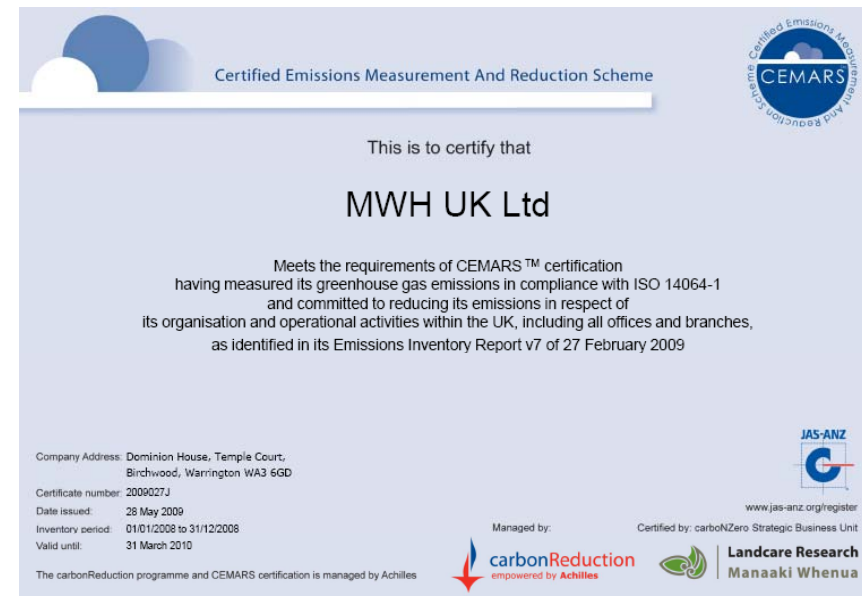 Certified Emissions Measurement And Reduction Scheme
Certified Emissions Measurement And Reduction Scheme
CEMARS
This is to certify that
MWH UK Ltd
Meets the requirements of CEMARS™ certification
having measured its greenhouse gas emissions in compliance with ISO 14064-1
and committed to reducing its emissions in respect of
its organisation and operational activities within the UK, including all offices and branches,
as identified in its Emissions Inventory Report v7 of 27 February 2009
JAS-ANZ
Company Address: Dominion House, Temple Court,
Birchwood, Warrington WA3 6GD
Certificate number: 2009027J
www.jas-anz.org/register
Date issued: 28 May 2009
Inventory period: 01/01/2008 to 31/12/2008
Managed by:
Certified by: carboNZero Strategic Business Unit
Valid until: 31 March 2010
carbonReduction
empowered by Achilles
Landcare Research
Manaaki Whenua
The carbonReduction programme and CEMARS certification is managed by Achilles